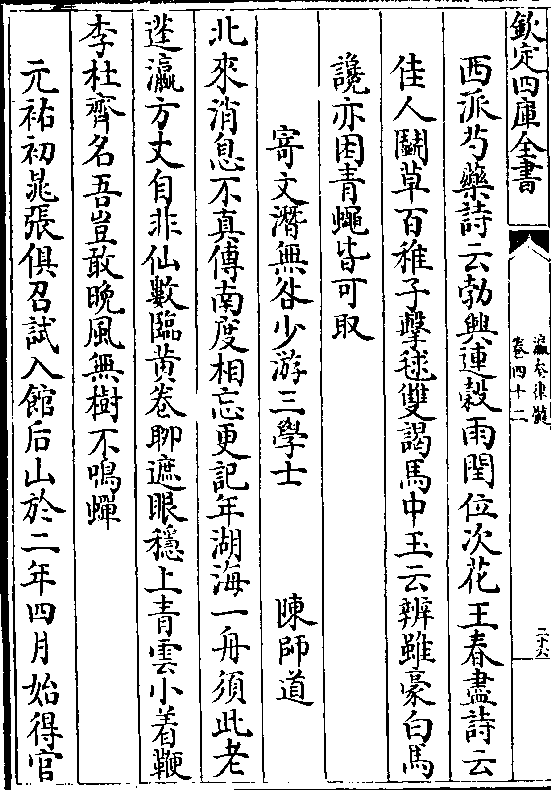 欽定四庫全書
瀛奎律髓
卷四十二
二十六
西派芍藥詩云勃興連穀雨閏位次花王春盡詩云
佳人鬬草百稚子擊毬雙謁馬中玉云辨雖豪白馬
讒亦困青蠅皆可取
寄文潛無咎少游三學士 陳師道
北來消息不真傳南度相忘更記年湖海一舟須此老
蓬瀛方丈自非仙數臨黄卷聊遮眼穩上青雲小着鞭
李杜齊名吾豈敢晚風無樹不鳴蟬
元祐初晁張俱召試入館后山於二年四月始得官